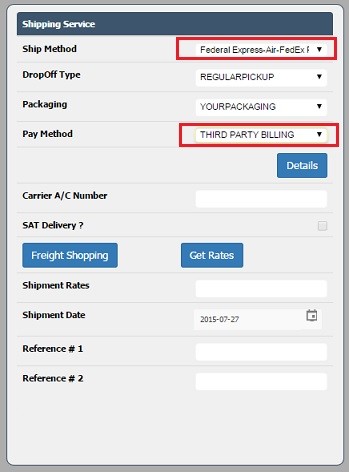 Shipping Service
Ship Method Federal Express-Air-FedEx
DropOff Type REGULARPICKUP
Packaging YOURPACKAGING
Pay Method THIRD PARTY BILLING
Details
Carrier A/C Number
SAT Delivery ?
Freight Shopping Get Rates
Shipment Rates
Shipment Date 2015-07-27
Reference # 1
Reference # 2